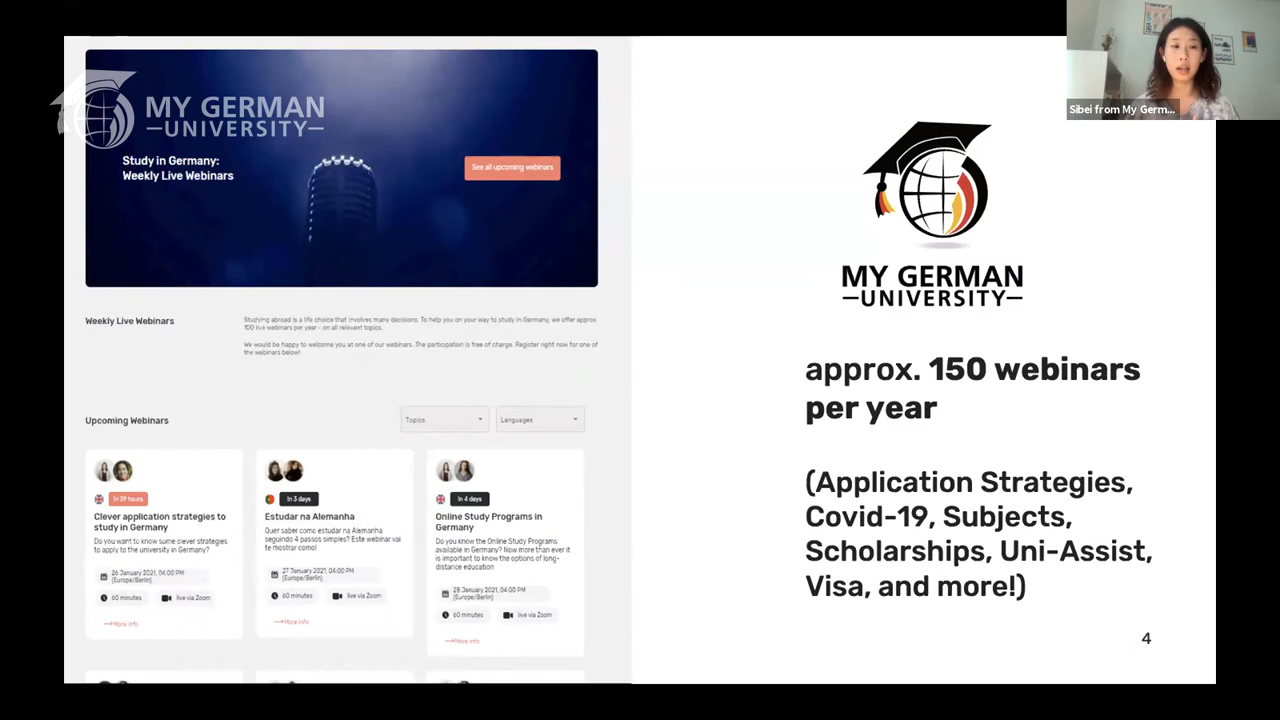 MY GERMAN
UNIVERSITY
Study in Germany:
Weekly Live Webinars
See all upcoming webinars
Weekly Live Webinars
Studying abroad is a life choice that involves many decisions. To help you on your way to study in Germany, we offer approx.
100 live webinars per year - on all relevant topics.
We would be happy to welcome you at one of our webinars. The participation is free of charge. Register right now for one of
the webinars below!
Upcoming Webinars
Topics
Languages
In 29 hours
Clever application strategies to
study in Germany
Do you want to know some clever strategies
to apply to the university in Germany?
26 January 2021, 04:00 PM
(Europe/Berlin)
60 minutes
live via Zoom
More info
In 3 days
Estudar na Alemanha
Quer saber como estudar na Alemanha
seguindo 4 passos simples? Este webinar vai
te mostrar como!
27 January 2021, 04:00 PM
(Europe/Berlin)
60 minutes
live via Zoom
More info
In 4 days
Online Study Programs in
Germany
Do you know the Online Study Programs
available in Germany? Now more than ever it
is important to know the options of long-
distance education
28 January 2021, 04:00 PM
(Europe/Berlin)
60 minutes
live via Zoom
More info
Sibei from My Germ...
MY GERMAN
UNIVERSITY
approx. 150 webinars
per year
(Application Strategies,
Covid-19, Subjects,
Scholarships, Uni-Assist,
Visa, and more!)
4